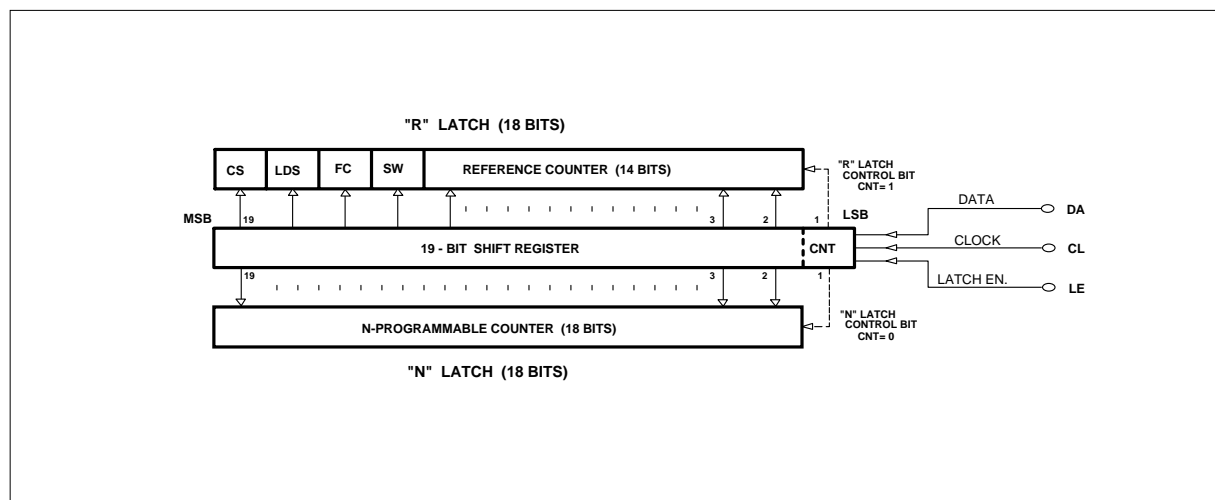 "R" LATCH (18 BITS)
CS LDS FC SW REFERENCE COUNTER (14 BITS)
"R" LATCH
CONTROL BIT
CNT= 1
MSB 19 3 2 1 LSB
19 - BIT SHIFT REGISTER CNT
DATA DA
CLOCK CL
LATCH EN. LE
19 3 2 1
N-PROGRAMMABLE COUNTER (18 BITS)
"N" LATCH
CONTROL BIT
CNT= 0
"N" LATCH (18 BITS)